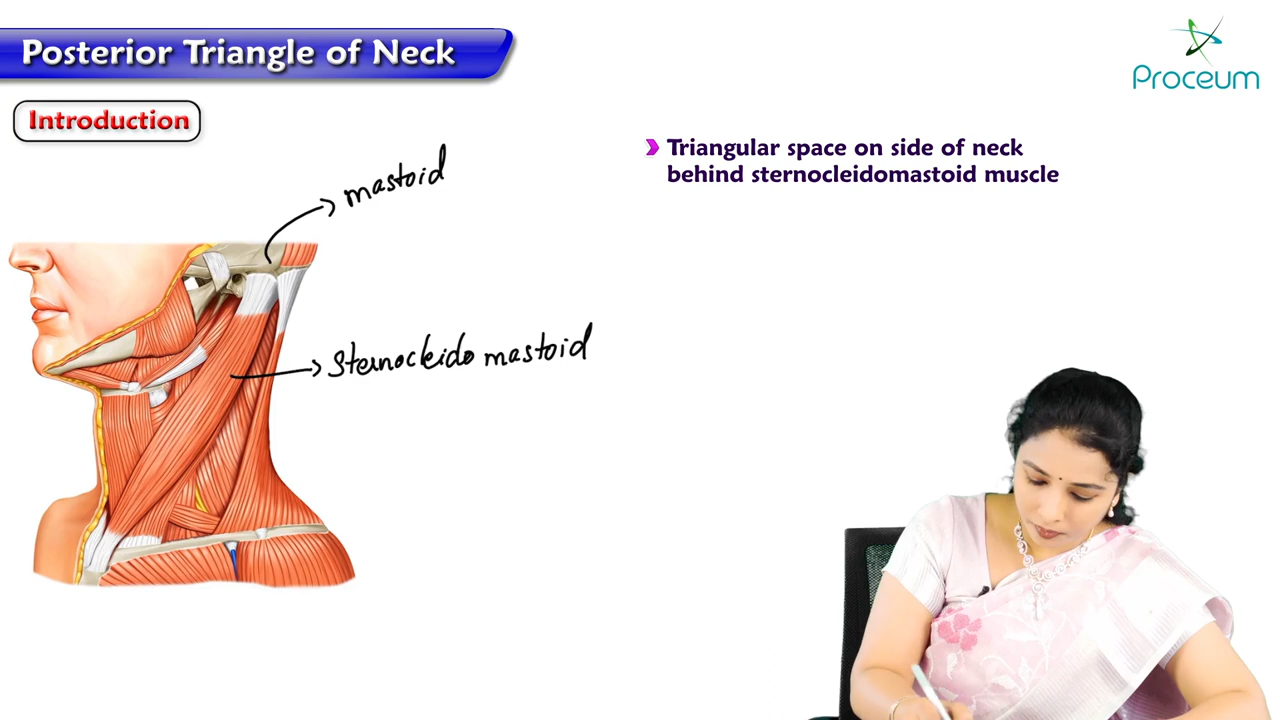 Posterior Triangle of Neck
Proceum
Introduction
Triangular space on side of neck
behind sternocleidomastoid muscle
mastoid
Sternocleido mastoid